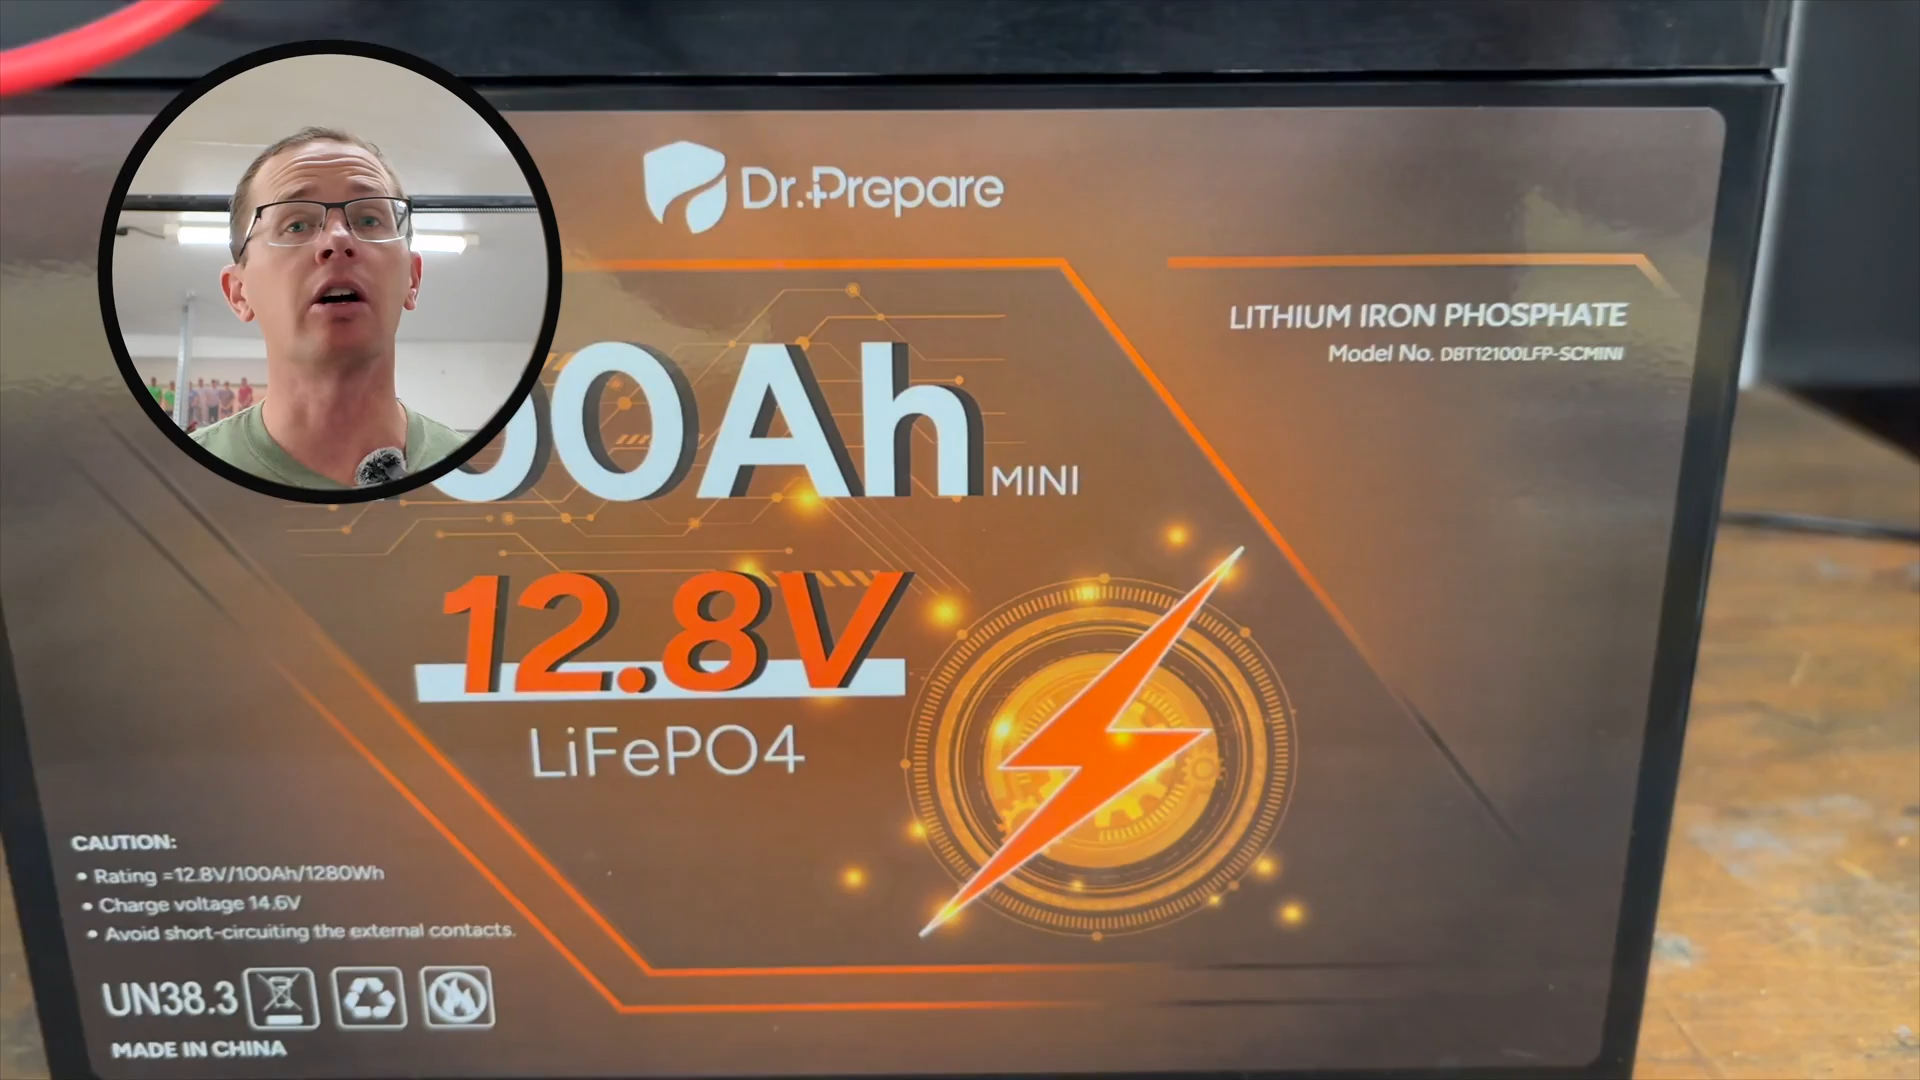 Dr.Prepare
LITHIUM IRON PHOSPHATE
Model No. DBT12100LFP-SCMINI
00Ah MINI
12.8V
LiFePO4
CAUTION:
• Rating =12.8V/100Ah/1280Wh
• Charge voltage 14.6V
• Avoid short-circuiting the external contacts.
UN38.3
MADE IN CHINA